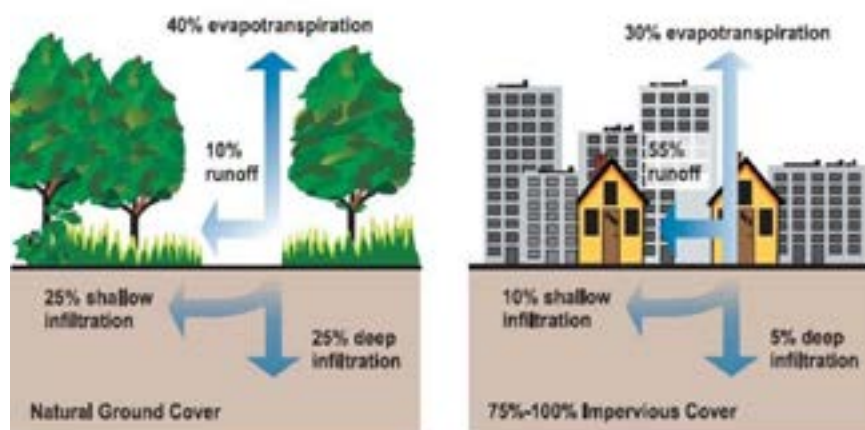 40% evapotranspiration
10%
runoff
25% shallow
infiltration
25% deep
infiltration
Natural Ground Cover
30% evapotranspiration
55%
runoff
10% shallow
infiltration
5% deep
infiltration
75%-100% Impervious Cover